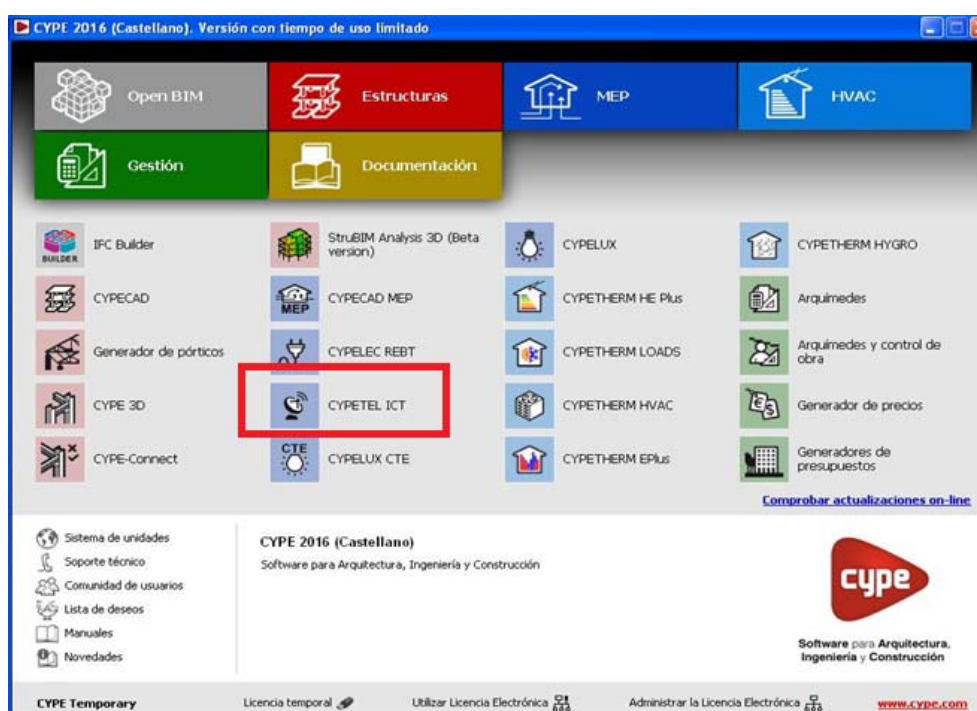 CYPE 2016 (Castellano). Versión con tiempo de uso limitado
Open BIM
Estructuras
MEP
HVAC
Gestión
Documentación
BUILDER
IFC Builder
StruBIM Analysis 3D (Beta
version)
CYPELUX
CYPETHERM HYGRO
CYPECAD
MEP
CYPECAD MEP
CYPETHERM HE Plus
Arquímedes
Generador de pórticos
CYPELEC REBT
CYPETHERM LOADS
Arquímedes y control de
obra
CYPE 3D
CYPETEL ICT
CYPETHERM HVAC
Generador de precios
CYPE-Connect
CTE
CYPELUX CTE
CYPETHERM EPlus
Generadores de
presupuestos
Comprobar actualizaciones on-line
Sistema de unidades
Soporte técnico
Comunidad de usuarios
Lista de deseos
Manuales
Novedades
CYPE 2016 (Castellano)
Software para Arquitectura, Ingeniería y Construcción
cype
Software para Arquitectura,
Ingeniería y Construcción
CYPE Temporary
Licencia temporal
Utilizar Licencia Electrónica
Administrar la Licencia Electrónica
www.cype.com